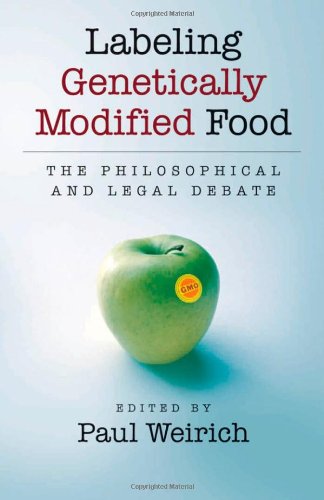 Labeling
Genetically
Modified Food
THE PHILOSOPHICAL
AND LEGAL DEBATE
GMO
EDITED BY
Paul Weirich